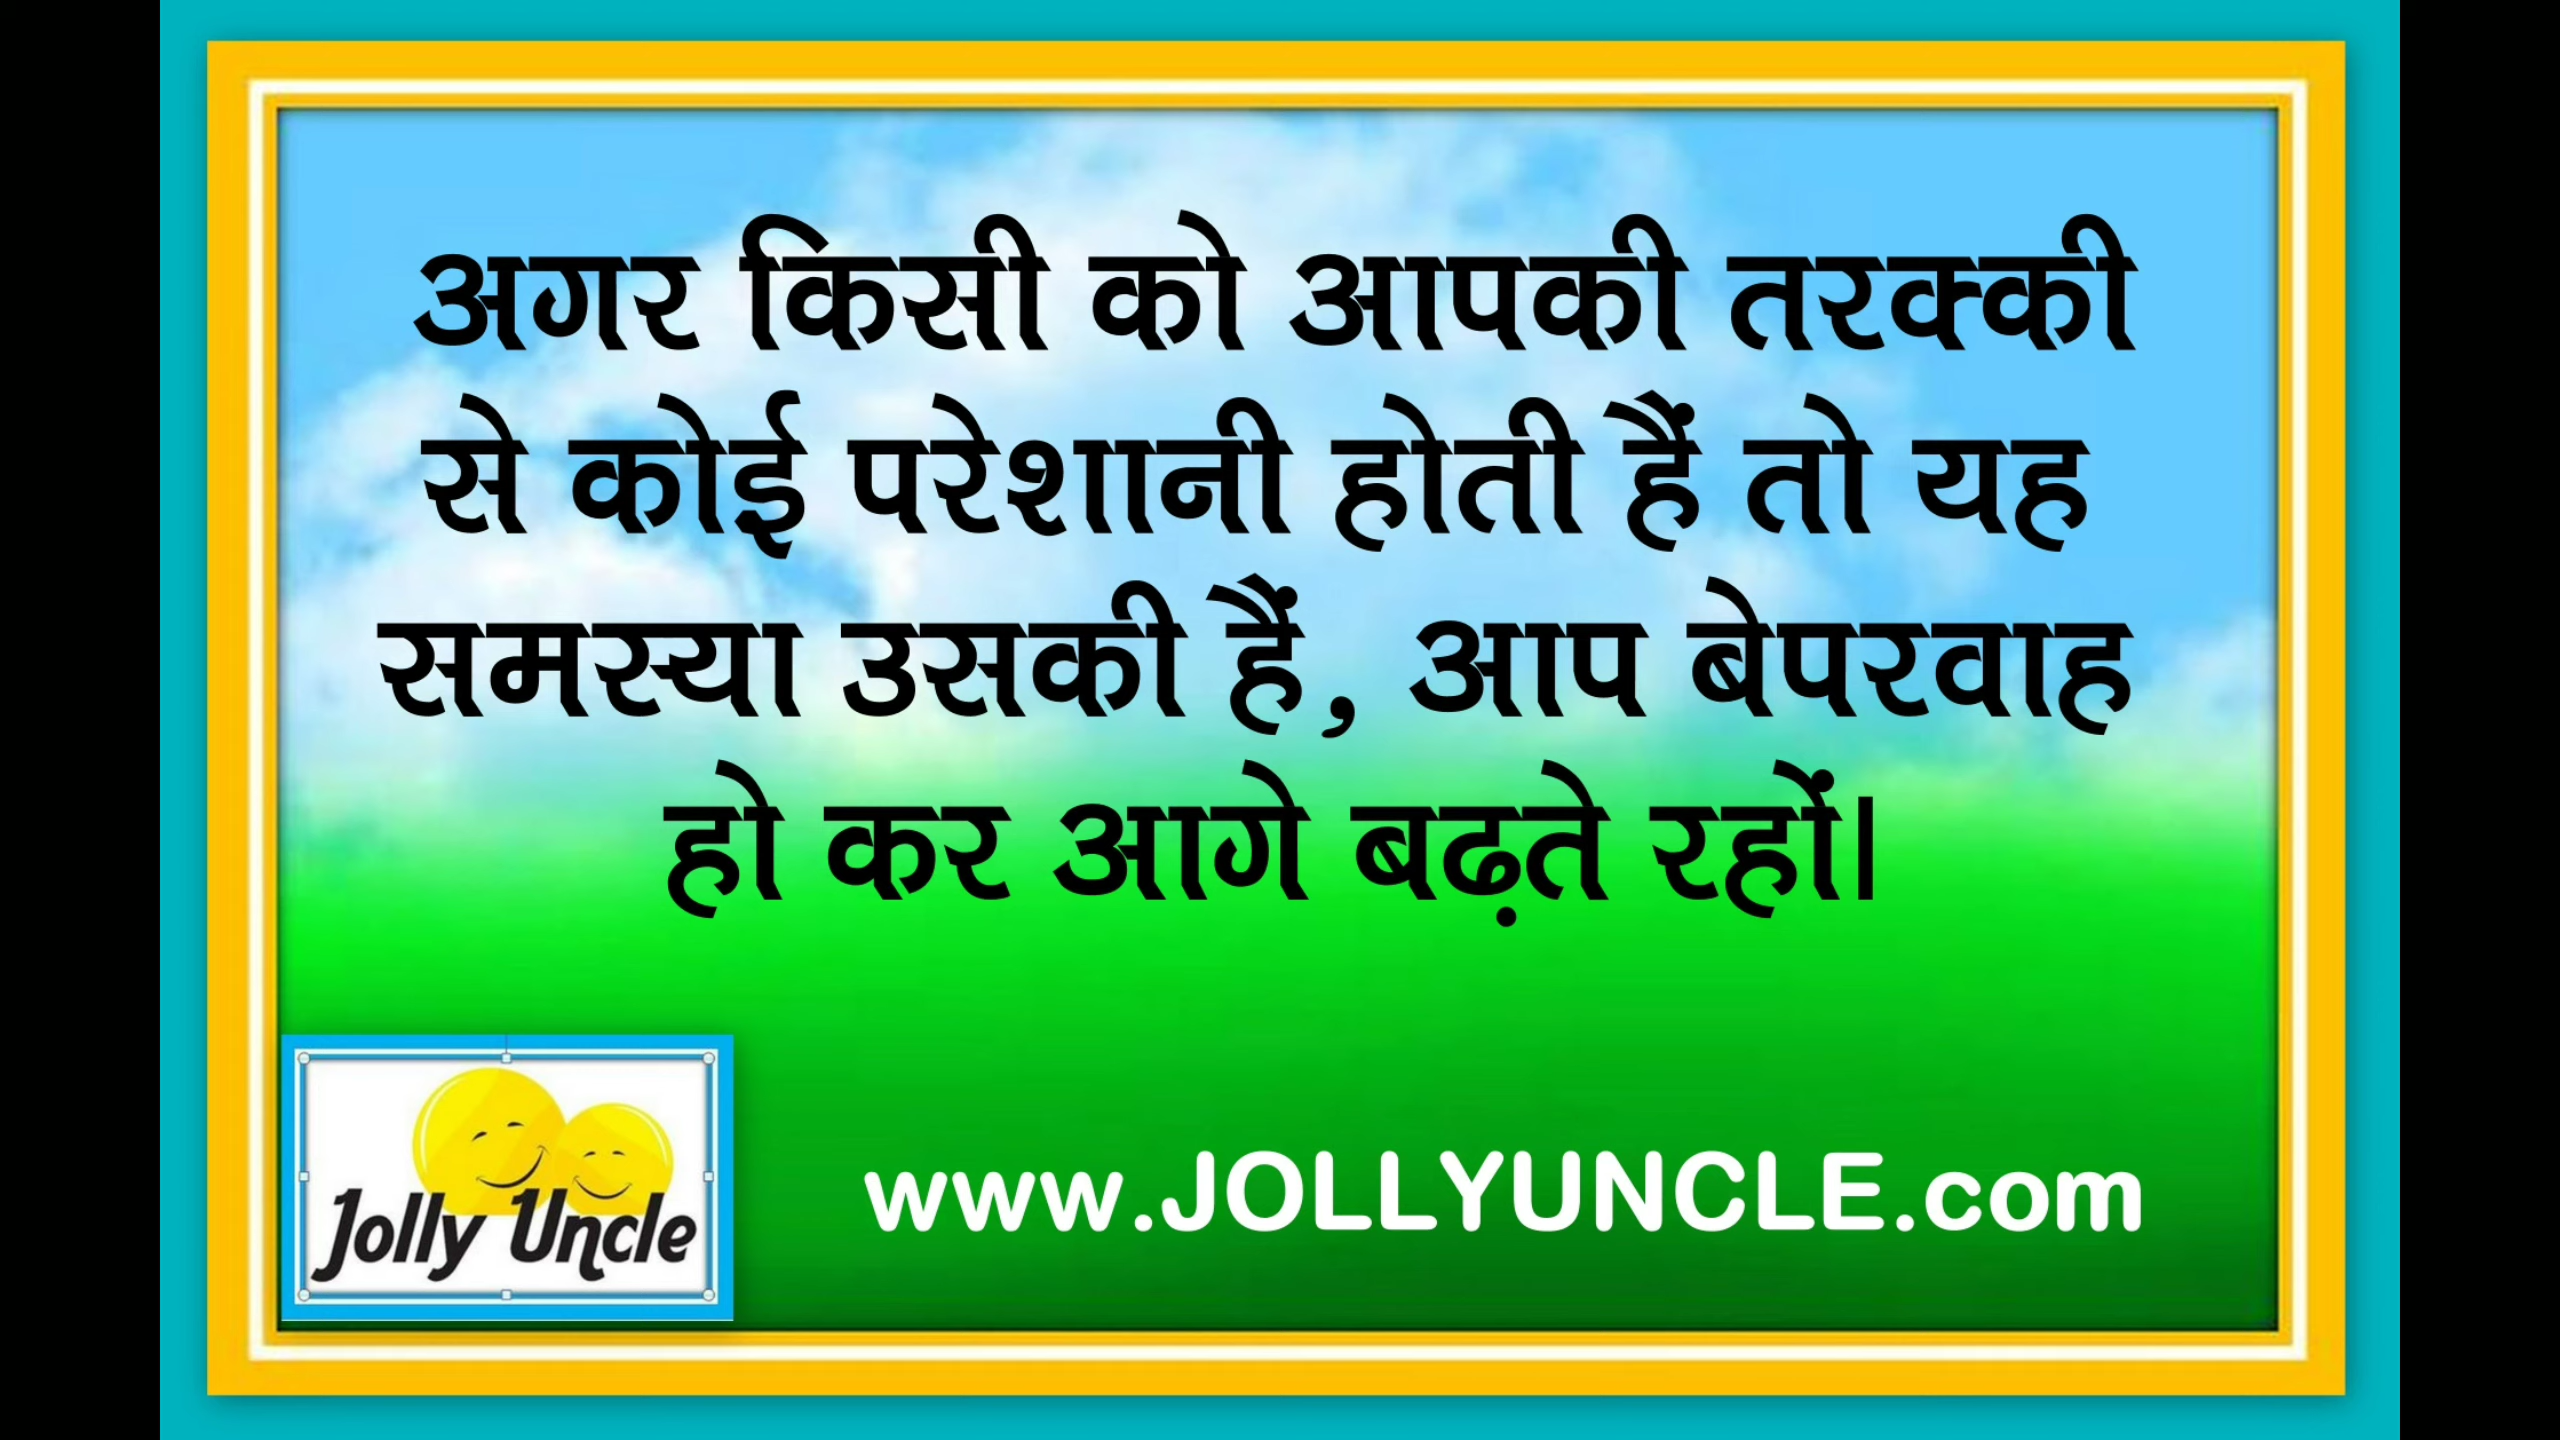 अगर किसी को आपकी तरक्की
से कोई परेशानी होती हैं तो यह
समस्या उसकी हैं, आप बेपरवाह
हो कर आगे बढ़ते रहों।
Jolly Uncle
www.JOLLYUNCLE.com